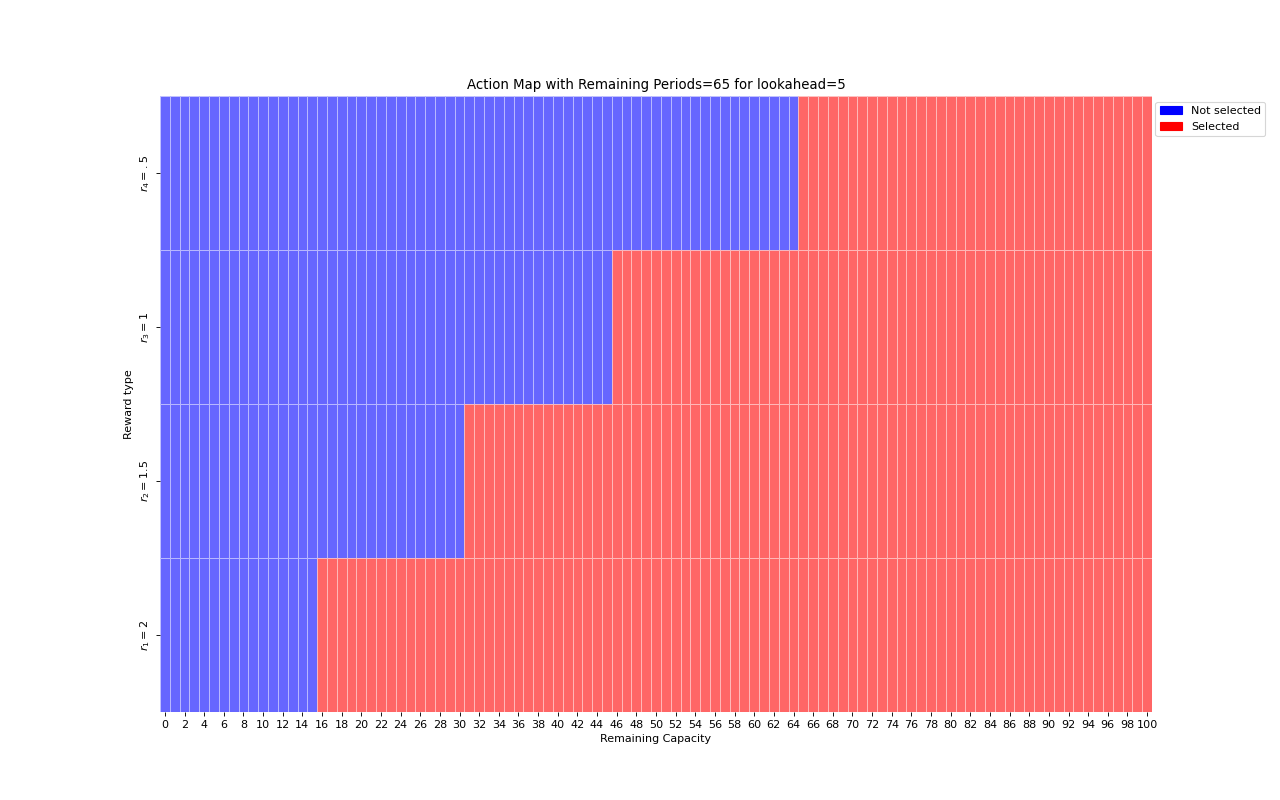 Action Map with Remaining Periods=65 for lookahead=5
Not selected
Selected
r₄ = .5
r₃ = 1
r₂ = 1.5
r₁ = 2
Reward type
0 2 4 6 8 10 12 14 16 18 20 22 24 26 28 30 32 34 36 38 40 42 44 46 48 50 52 54 56 58 60 62 64 66 68 70 72 74 76 78 80 82 84 86 88 90 92 94 96 98 100
Remaining Capacity